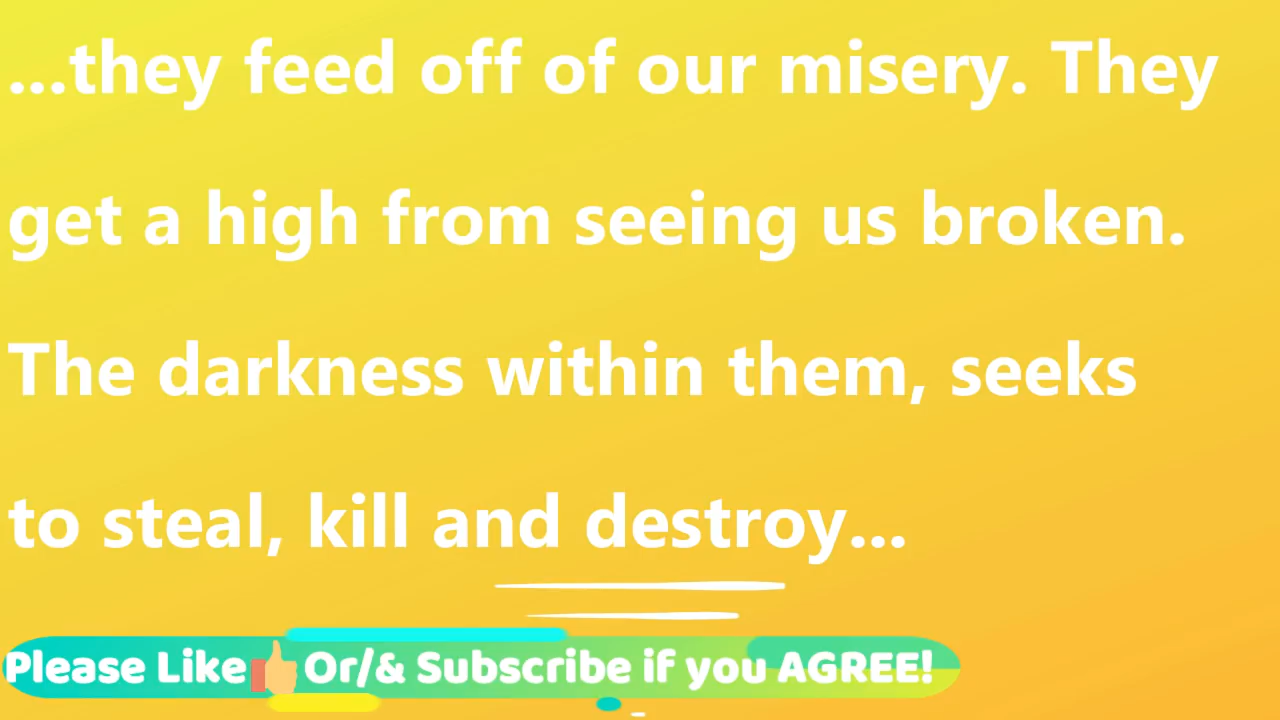 ...they feed off of our misery. They
get a high from seeing us broken.
The darkness within them, seeks
to steal, kill and destroy...
Please Like Or/& Subscribe if you AGREE!